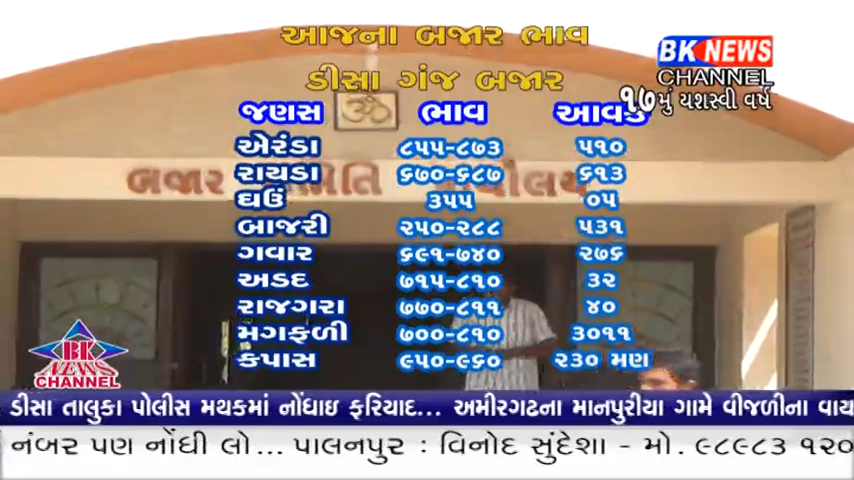 આજના બજાર ભાવ
ડીસા ગંજ બજાર
BK NEWS
CHANNEL
૧૭મું યશસ્વી વર્ષ
જણસ ભાવ આવક
એરંડા ૮૫૫-૮૭૩ ૫૧૦
રાયડા ૬૭૦-૬૮૭ ૬૧૩
ઘઉં ૩૫૫ ૦૫
બાજરી ૨૫૦-૨૮૮ ૫૩૧
ગવાર ૬૯૧-૭૪૦ ૨૭૬
અડદ ૭૧૫-૮૧૦ ૩૨
રાજગરા ૭૭૦-૮૧૧ ૪૦
મગફળી ૭૦૦-૮૧૦ ૩૦૧૧
કપાસ ૯૫૦-૯૬૦ ૨૩૦ મણ
બજાર
ૐ
BK
NEWS
CHANNEL
ડીસા તાલુકા પોલીસ મથકમાં નોંધાઇ ફરિયાદ... અમીરગઢના માનપુરીયા ગામે વીજળીના વાય
નંબર પણ નોંધી લો... પાલનપુર : વિનોદ સુંદેશા - મો. ૯૮૯૮૩ ૧૨૦